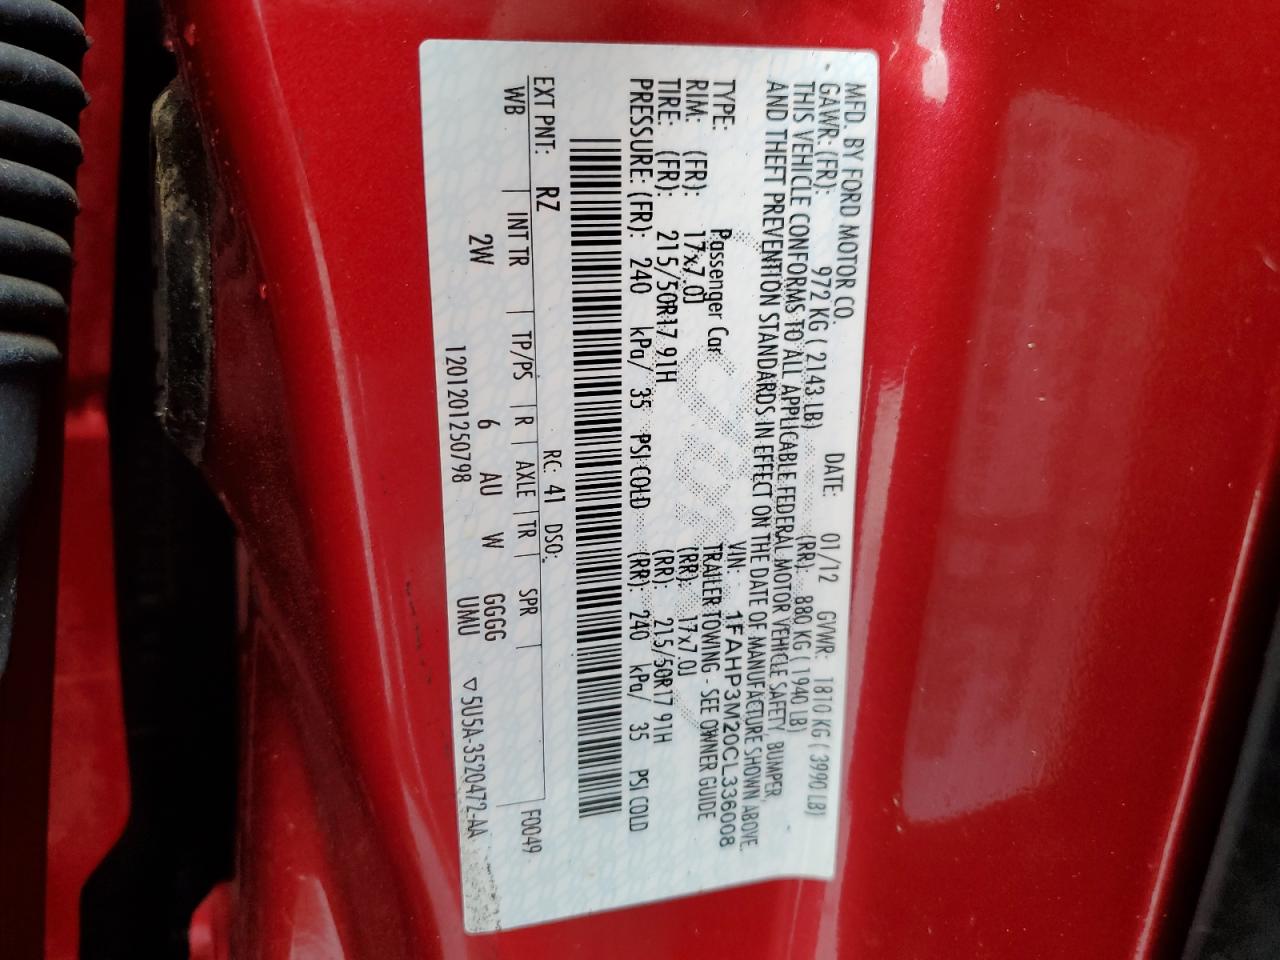 MFD. BY FORD MOTOR CO. DATE: 01/12 GVWR: 1810 KG ( 3990 LB)
GAWR: (FR): 972 KG ( 2143 LB) (RR): 880 KG ( 1940 LB)
THIS VEHICLE CONFORMS TO ALL APPLICABLE FEDERAL MOTOR VEHICLE SAFETY, BUMPER,
AND THEFT PREVENTION STANDARDS IN EFFECT ON THE DATE OF MANUFACTURE SHOWN ABOVE.
VIN: 1FAHP3M20CL336008
TYPE: Passenger Car TRAILER TOWING - SEE OWNER GUIDE
RIM: (FR): 17x7.0J (RR): 17x7.0J
TIRE: (FR): 215/50R17 91H (RR): 215/50R17 91H
PRESSURE: (FR): 240 kPa/ 35 PSI COLD (RR): 240 kPa/ 35 PSI COLD
EXT PNT: RZ RC: 41 DSO: F0049
WB INT TR TP/PS R AXLE TR SPR
2W 6 AU W GGGG
UMU
1201201250798 ▽5U5A-3520472-AA